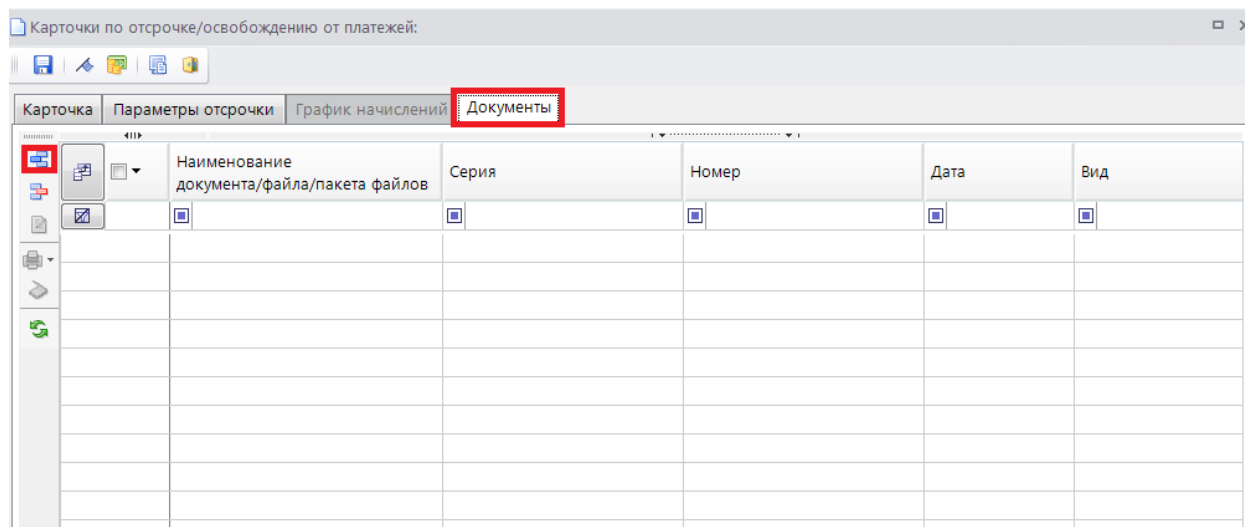 Карточки по отсрочке/освобождению от платежей:
Карточка Параметры отсрочки График начислений Документы
Наименование
документа/файла/пакета файлов
Серия
Номер
Дата
Вид